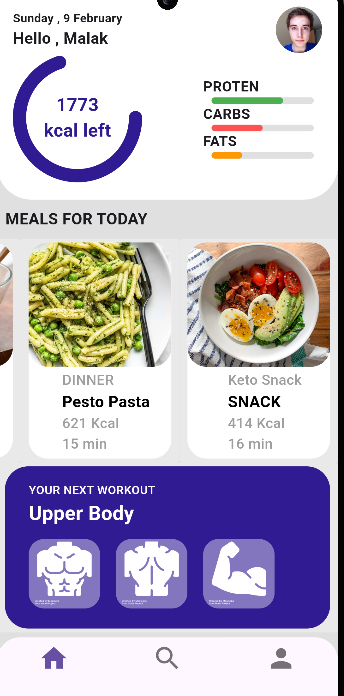 Sunday , 9 February
Hello , Malak
1773
kcal left
PROTEN
CARBS
FATS
MEALS FOR TODAY
DINNER
Pesto Pasta
621 Kcal
15 min
Keto Snack
SNACK
414 Kcal
16 min
YOUR NEXT WORKOUT
Upper Body